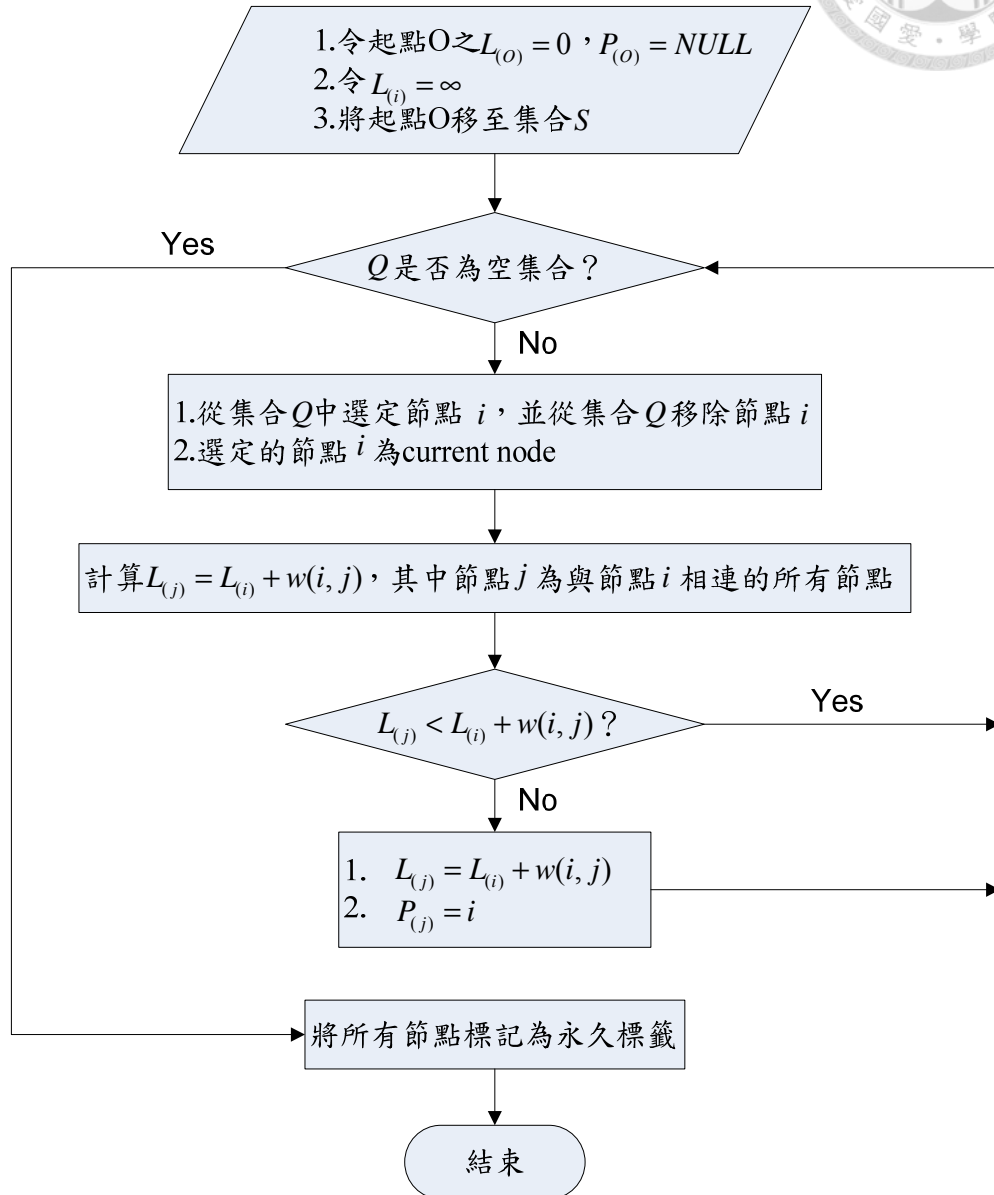 1.令起點O之L(O) = 0，P(O) = NULL
2.令L(i) = ∞
3.將起點O移至集合S
Yes
Q是否為空集合？
No
1.從集合Q中選定節點 i，並從集合Q移除節點 i
2.選定的節點 i 為current node
計算L(j) = L(i) + w(i, j)，其中節點 j 為與節點 i 相連的所有節點
L(j) < L(i) + w(i, j)？
Yes
No
1. L(j) = L(i) + w(i, j)
2. P(j) = i
將所有節點標記為永久標籤
結束
國 愛 · 學